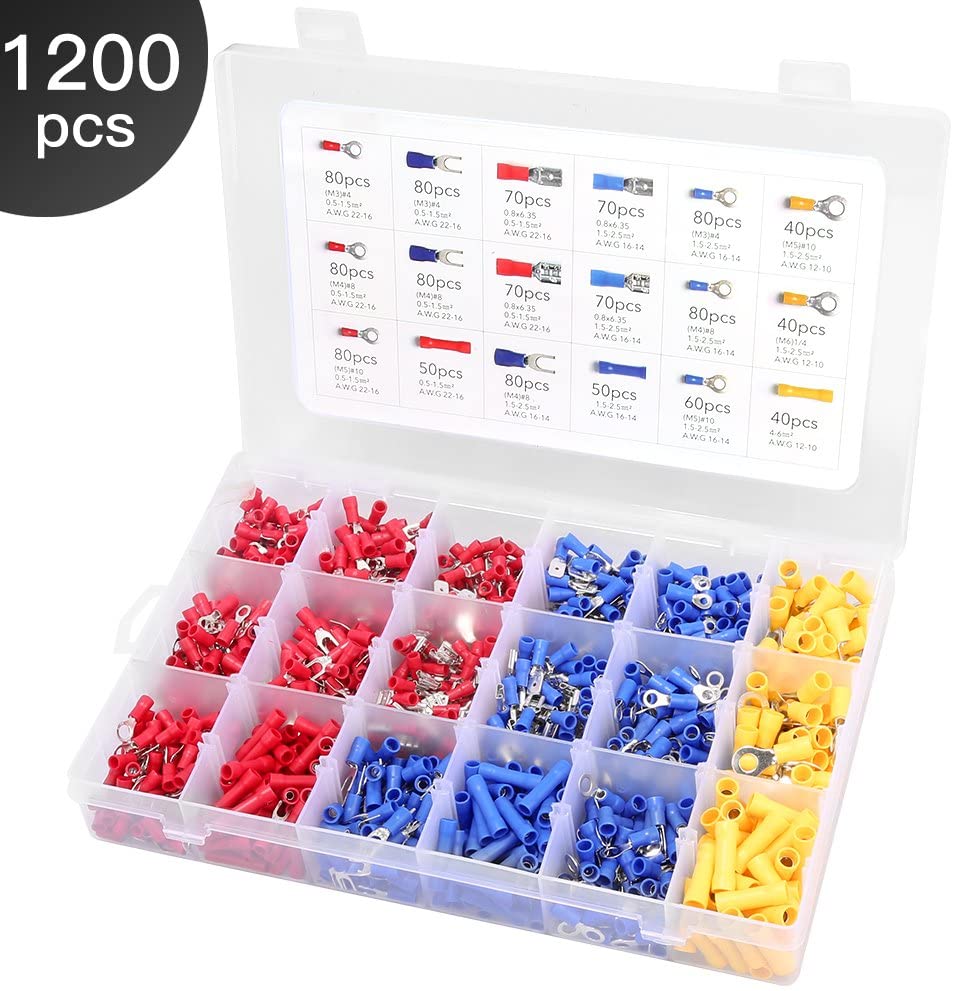 1200
pcs
80pcs
(M3)#4
0.5-1.5mm²
A.W.G 22-16
80pcs
(M3)#4
0.5-1.5mm²
A.W.G 22-16
70pcs
0.8x6.35
0.5-1.5mm²
A.W.G 22-16
70pcs
0.8x6.35
1.5-2.5mm²
A.W.G 16-14
80pcs
(M3)#4
1.5-2.5mm²
A.W.G 16-14
40pcs
(M5)#10
1.5-2.5mm²
A.W.G 12-10
80pcs
(M4)#8
0.5-1.5mm²
A.W.G 22-16
80pcs
(M4)#8
0.5-1.5mm²
A.W.G 22-16
70pcs
0.8x6.35
0.5-1.5mm²
A.W.G 22-16
70pcs
0.8x6.35
1.5-2.5mm²
A.W.G 16-14
80pcs
(M4)#8
1.5-2.5mm²
A.W.G 16-14
40pcs
(M6)1/4
1.5-2.5mm²
A.W.G 12-10
80pcs
(M5)#10
0.5-1.5mm²
A.W.G 22-16
50pcs
0.5-1.5mm²
A.W.G 22-16
80pcs
(M4)#8
1.5-2.5mm²
A.W.G 16-14
50pcs
1.5-2.5mm²
A.W.G 16-14
60pcs
(M5)#10
1.5-2.5mm²
A.W.G 16-14
40pcs
4-6mm²
A.W.G 12-10